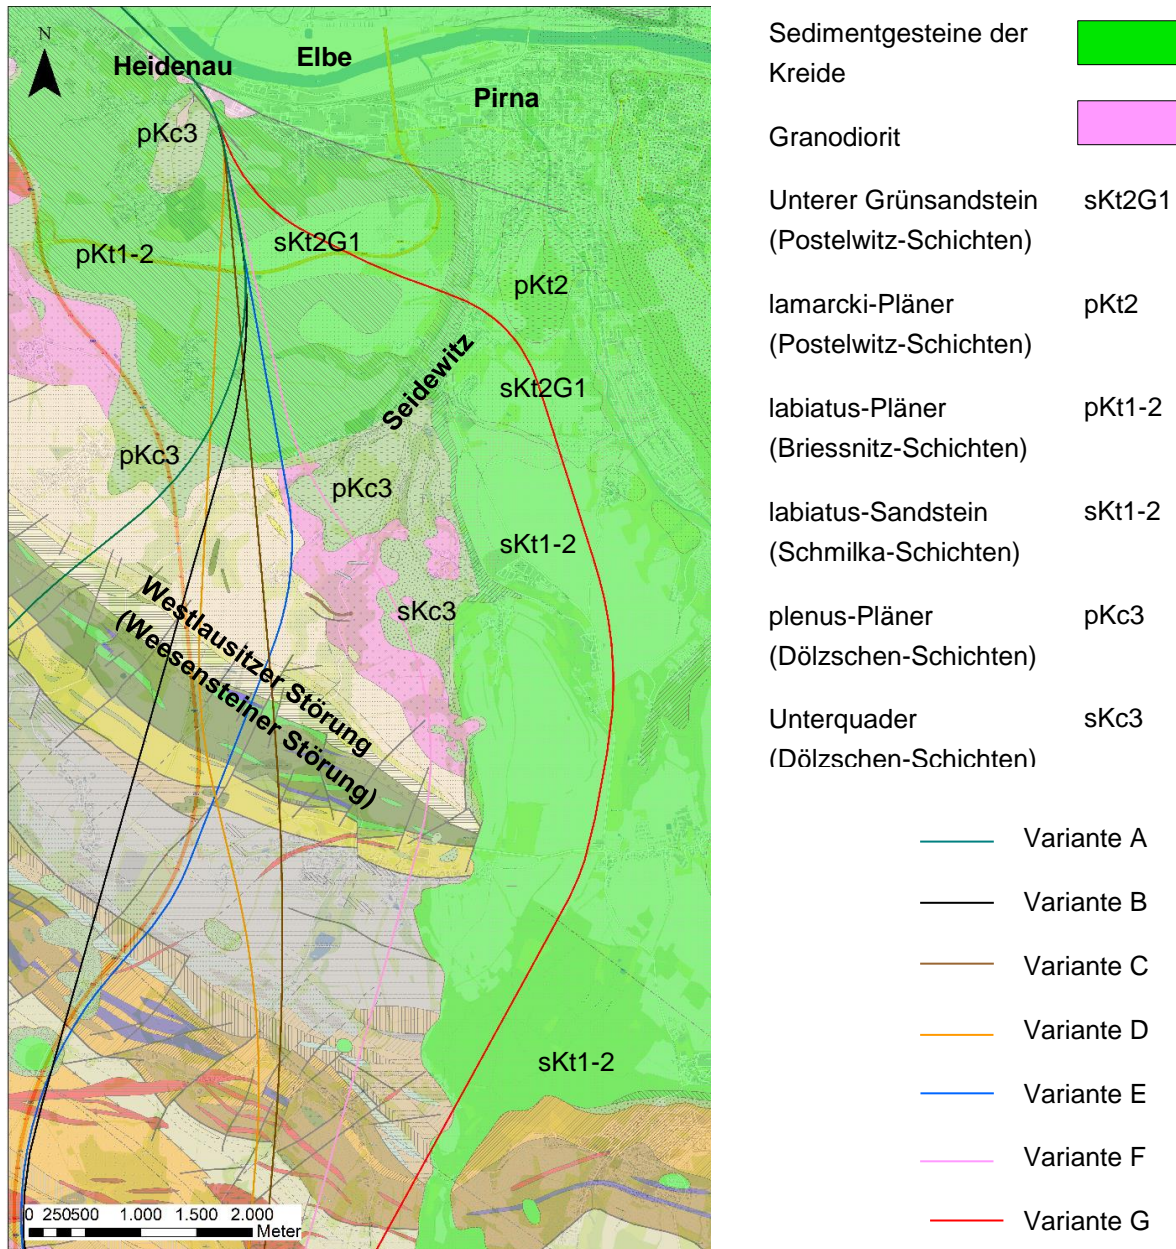 N
Heidenau
Elbe
Pirna
pKc3
sKt2G1
pKt1-2
pKt2
Seidewitz
sKt2G1
pKc3
pKc3
sKt1-2
sKc3
Westlausitzer Störung
(Weesensteiner Störung)
sKt1-2
0 250500 1.000 1.500 2.000
Meter
Sedimentgesteine der
Kreide
Granodiorit
Unterer Grünsandstein sKt2G1
(Postelwitz-Schichten)
lamarcki-Pläner pKt2
(Postelwitz-Schichten)
labiatus-Pläner pKt1-2
(Briessnitz-Schichten)
labiatus-Sandstein sKt1-2
(Schmilka-Schichten)
plenus-Pläner pKc3
(Dölzschen-Schichten)
Unterquader sKc3
(Dölzschen-Schichten)
Variante A
Variante B
Variante C
Variante D
Variante E
Variante F
Variante G